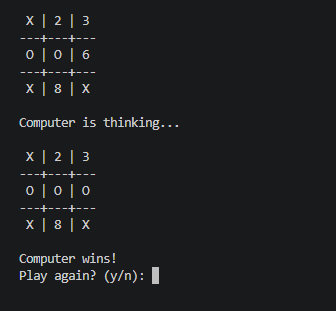 X | 2 | 3
---+---+---
O | O | 6
---+---+---
X | 8 | X
Computer is thinking...
X | 2 | 3
---+---+---
O | O | O
---+---+---
X | 8 | X
Computer wins!
Play again? (y/n):